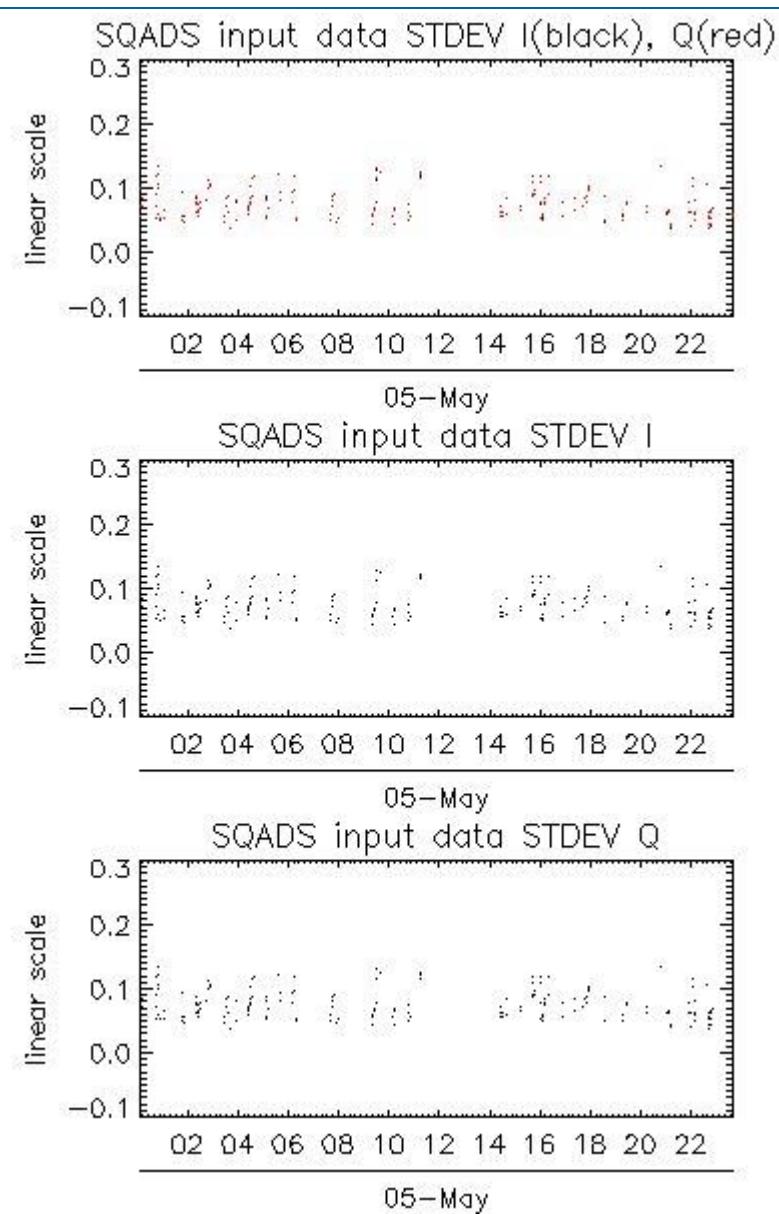 SQADS input data STDEV I(black), Q(red)
0.3
0.2
0.1
0.0
-0.1
linear scale
02 04 06 08 10 12 14 16 18 20 22
05-May
SQADS input data STDEV I
0.3
0.2
0.1
0.0
-0.1
linear scale
02 04 06 08 10 12 14 16 18 20 22
05-May
SQADS input data STDEV Q
0.3
0.2
0.1
0.0
-0.1
linear scale
02 04 06 08 10 12 14 16 18 20 22
05-May